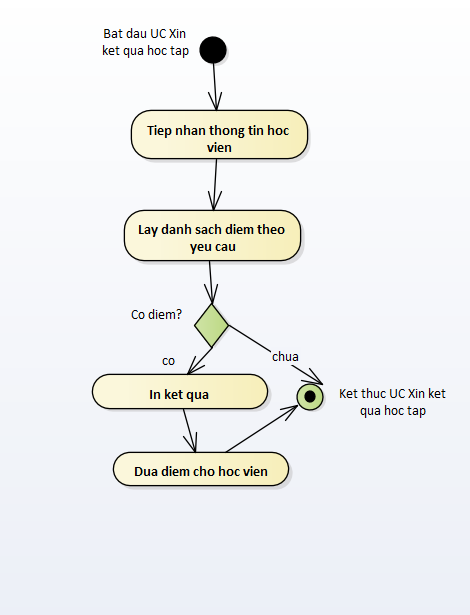 Bat dau UC Xin
ket qua hoc tap
Tiep nhan thong tin hoc
vien
Lay danh sach diem theo
yeu cau
Co diem?
co
chua
In ket qua
Ket thuc UC Xin ket
qua hoc tap
Dua diem cho hoc vien